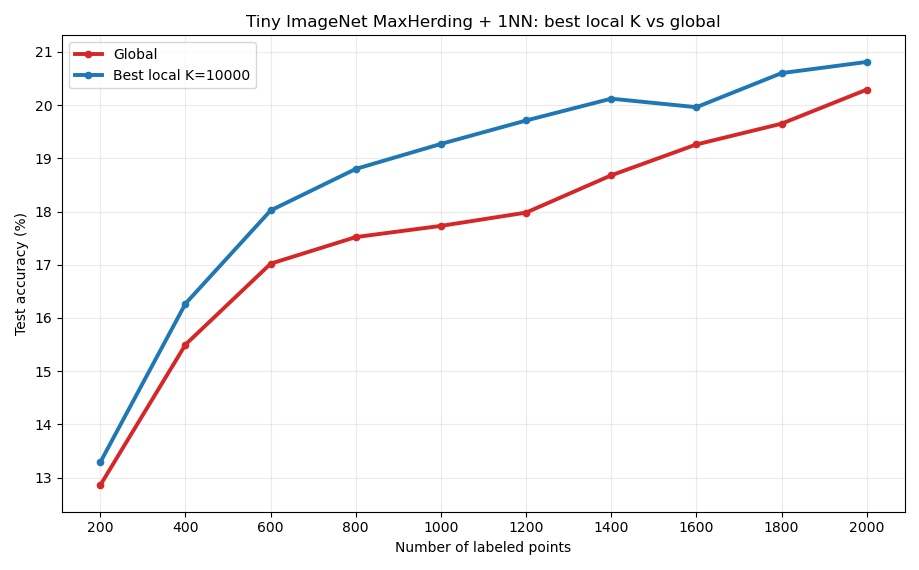 Tiny ImageNet MaxHerding + 1NN: best local K vs global
Global
Best local K=10000
Test accuracy (%)
21
20
19
18
17
16
15
14
13
200 400 600 800 1000 1200 1400 1600 1800 2000
Number of labeled points